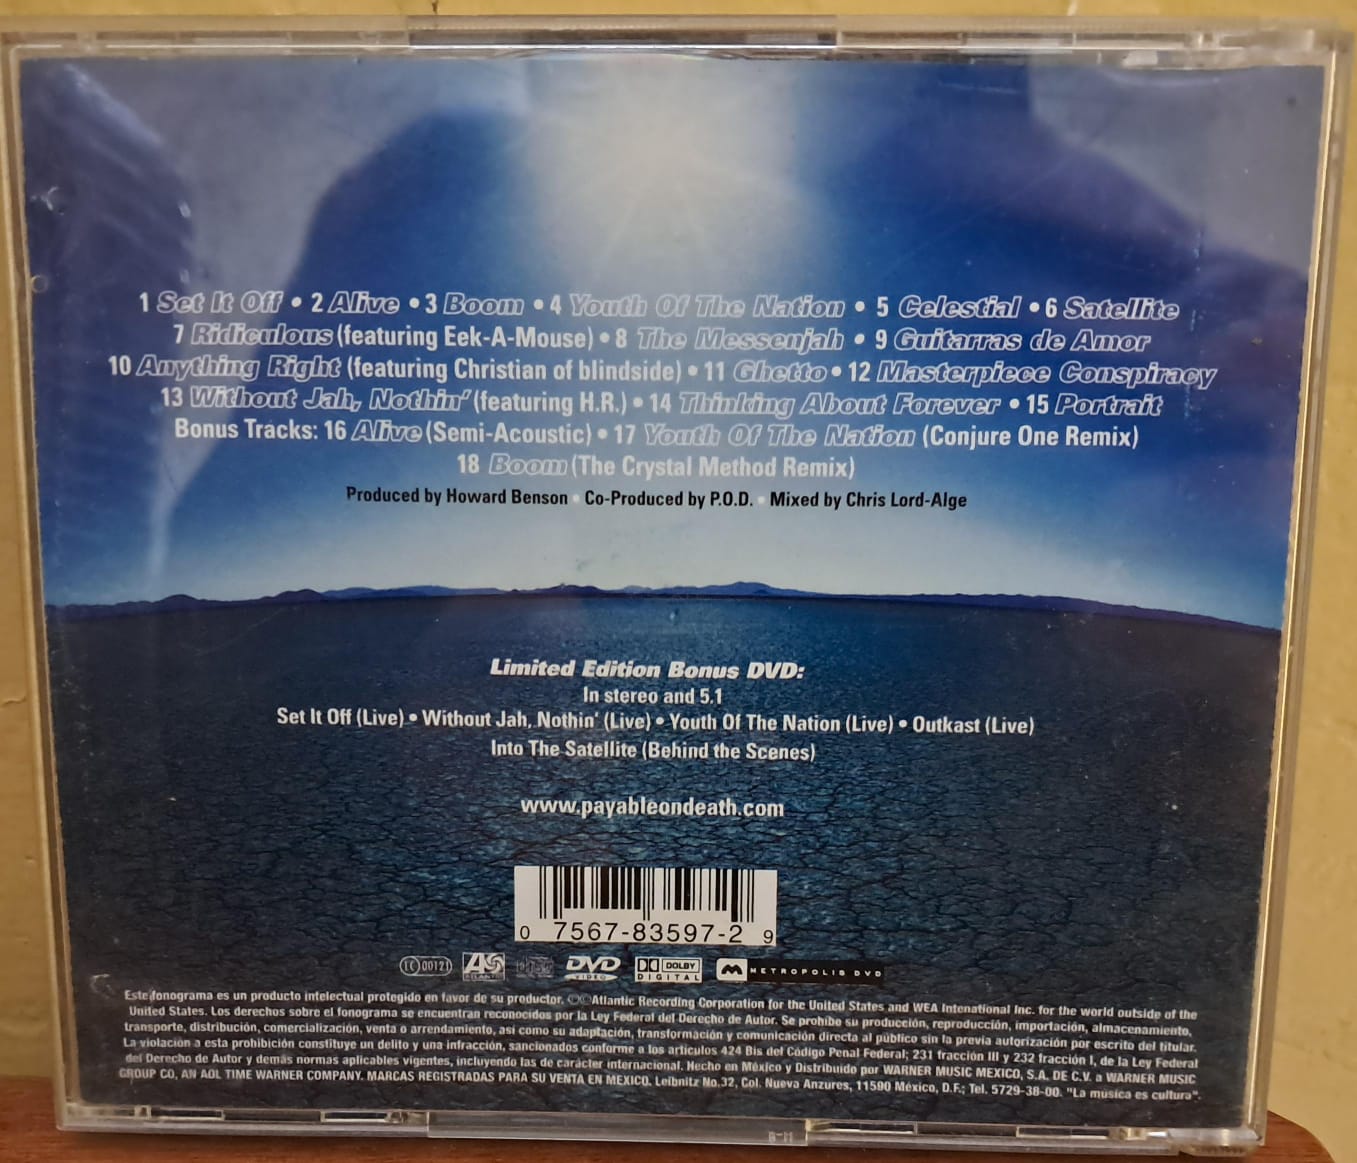 1 Set It Off • 2 Alive • 3 Boom • 4 Youth Of The Nation • 5 Celestial • 6 Satellite
7 Ridiculous (featuring Eek-A-Mouse) • 8 The Messenjah • 9 Guitarras de Amor
10 Anything Right (featuring Christian of blindside) • 11 Ghetto • 12 Masterpiece Conspiracy
13 Without Jah, Nothin' (featuring H.R.) • 14 Thinking About Forever • 15 Portrait
Bonus Tracks: 16 Alive (Semi-Acoustic) • 17 Youth Of The Nation (Conjure One Remix)
18 Boom (The Crystal Method Remix)
Produced by Howard Benson • Co-Produced by P.O.D. • Mixed by Chris Lord-Alge
Limited Edition Bonus DVD:
In stereo and 5.1
Set It Off (Live) • Without Jah, Nothin' (Live) • Youth Of The Nation (Live) • Outkast (Live)
Into The Satellite (Behind the Scenes)
www.payableondeath.com
0 7567-83597-2 9
LC 00121 ATLANTIC DVD VIDEO DOLBY DIGITAL METROPOLIS DVD
Este fonograma es un producto intelectual protegido en favor de su productor. ℗©Atlantic Recording Corporation for the United States and WEA Intenational Inc. for the world outside of the
United States. Los derechos sobre el fonograma se encuentran reconocidos por la Ley Federal del Derecho de Autor. Se prohibe su producción, reproducción, importación, almacenamiento,
transporte, distribución, comercialización, venta o arrendamiento, asi como su adaptación, transformación y comunicación directa al público sin la previa autorización por escrito del titular.
La violación a esta prohibición constituye un delito y una infracción, sancionados conforme a los articulos 424 Bis del Código Penal Federal; 231 fracción III y 232 fracción I, de la Ley Federal
del Derecho de Autor y demás normas aplicables vigentes, incluyendo las de carácter internacional. Hecho en México y Distribuido por WARNER MUSIC MEXICO, S.A. DE C.V. a WARNER MUSIC
GROUP CO, AN AOL TIME WARNER COMPANY. MARCAS REGISTRADAS PARA SU VENTA EN MEXICO. Leibnitz No.32, Col. Nueva Anzures, 11590 México, D.F.; Tel. 5729-38-00. "La música es cultura".